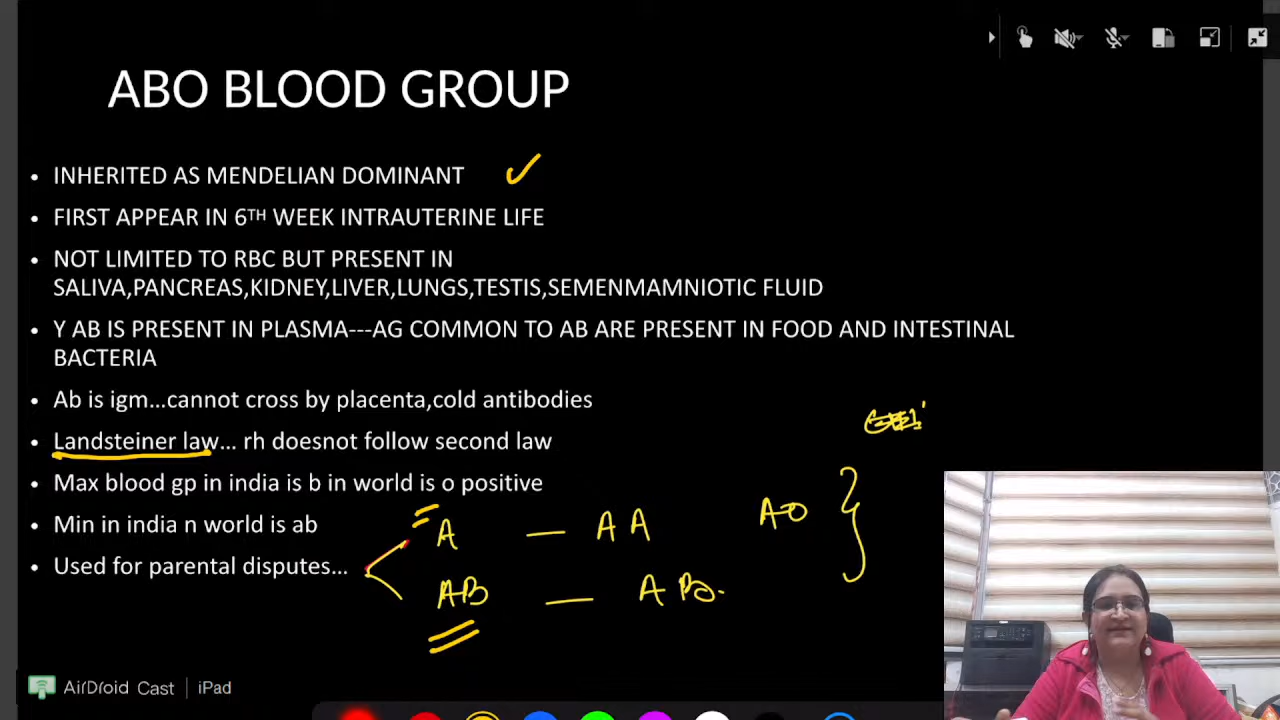 ABO BLOOD GROUP
• INHERITED AS MENDELIAN DOMINANT
• FIRST APPEAR IN 6TH WEEK INTRAUTERINE LIFE
• NOT LIMITED TO RBC BUT PRESENT IN
SALIVA,PANCREAS,KIDNEY,LIVER,LUNGS,TESTIS,SEMENMAMNIOTIC FLUID
• Y AB IS PRESENT IN PLASMA---AG COMMON TO AB ARE PRESENT IN FOOD AND INTESTINAL
BACTERIA
• Ab is igm...cannot cross by placenta,cold antibodies
• Landsteiner law... rh doesnot follow second law
• Max blood gp in india is b in world is o positive
• Min in india n world is ab
• Used for parental disputes...
A — AA AO
AB — AB
AirDroid Cast | iPad